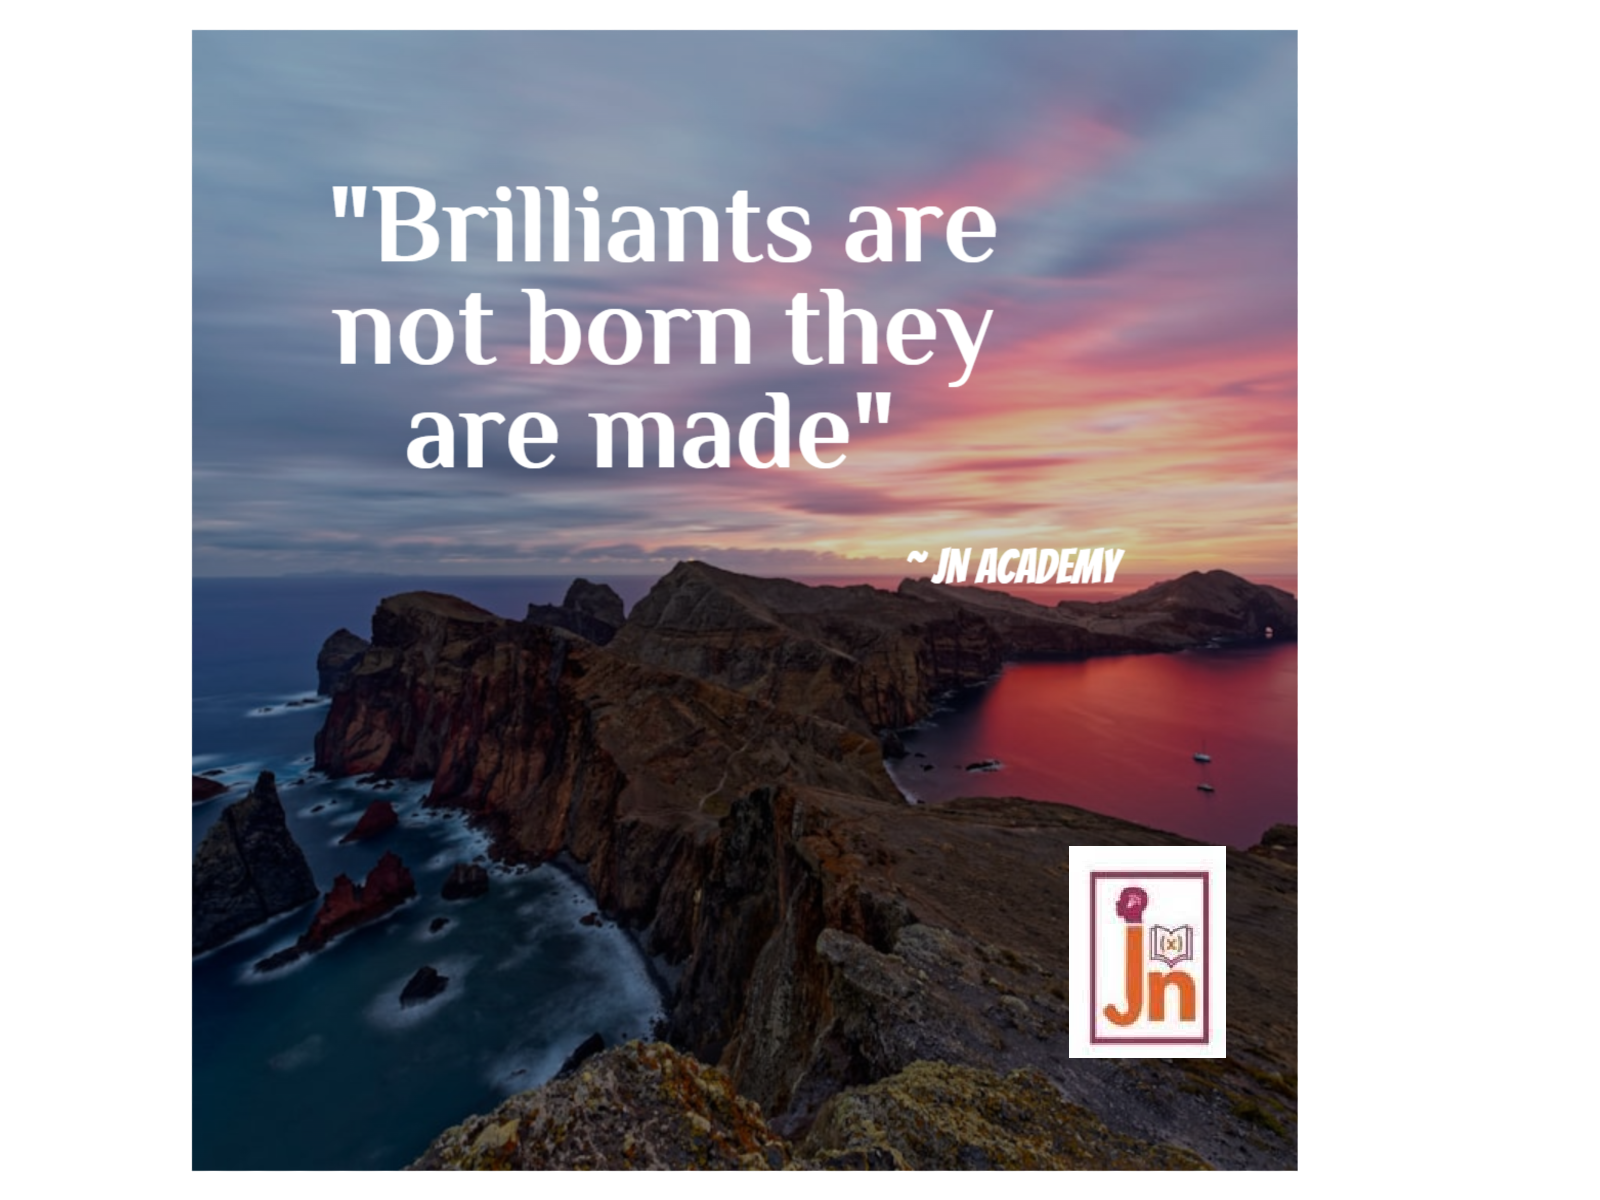 "Brilliants are
not born they
are made"
~ JN ACADEMY
(x)
Jn